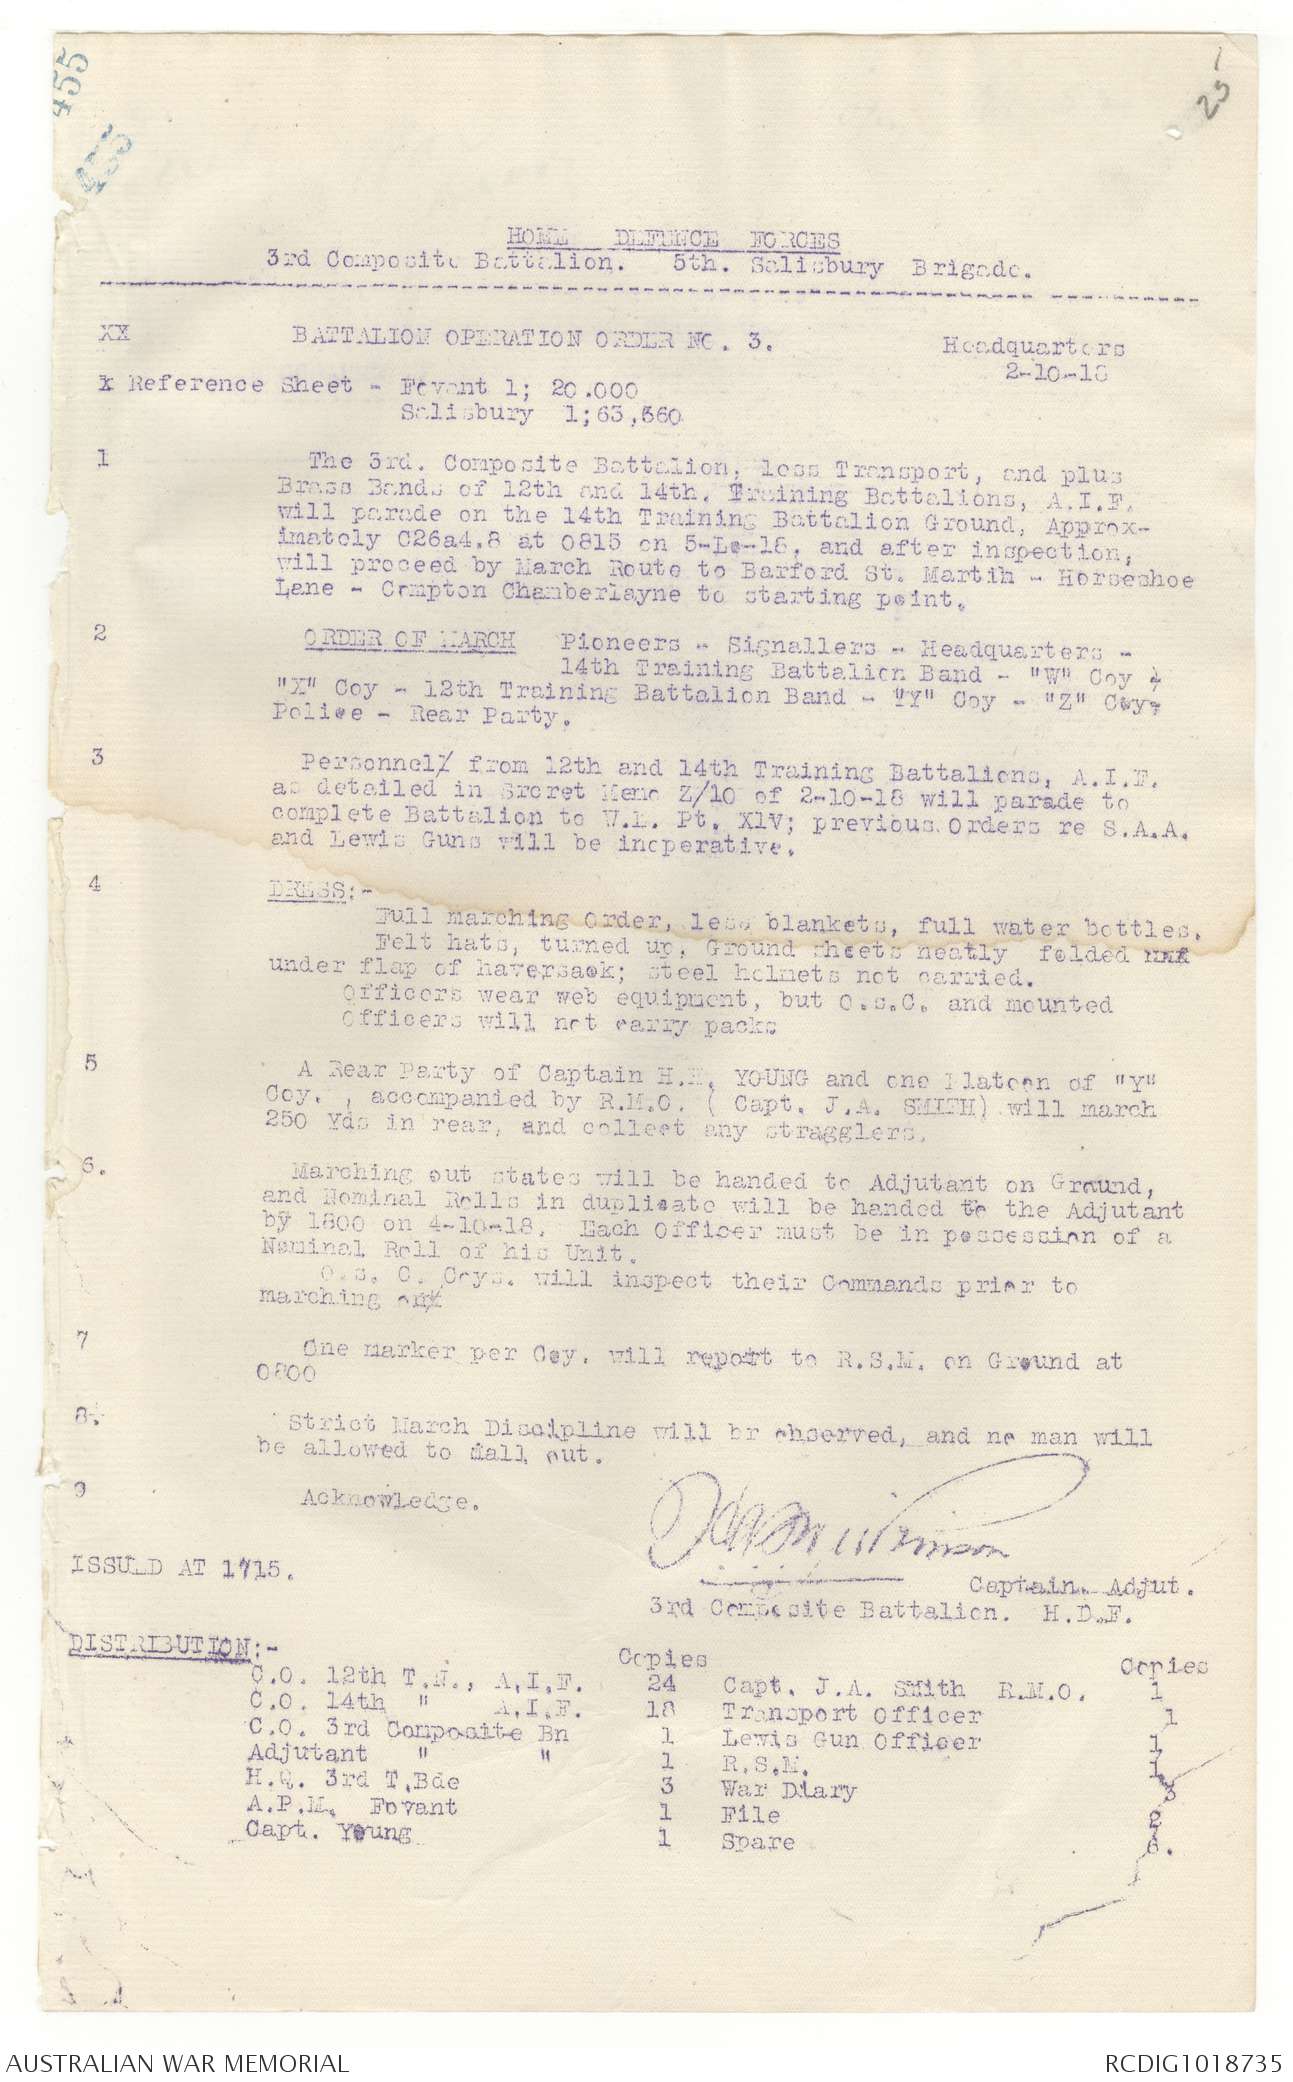 455
455
25
HOME DEFENCE FORCES
3rd Composite Battalion. 5th. Salisbury Brigade.
XX BATTALION OPERATION ORDER NO. 3. Headquarters
2-10-18
x Reference Sheet - Fovant 1; 20.000
Salisbury 1;63,360
1 The 3rd. Composite Battalion, less Transport, and plus
Brass Bands of 12th and 14th. Training Battalions, A.I.F.
will parade on the 14th Training Battalion Ground, Approx-
imately C26a4.8 at 0815 on 5-Lo-18, and after inspection,
will proceed by March Route to Barford St. Martin - Horseshoe
Lane - Compton Chamberlayne to starting point.
2 ORDER OF MARCH Pioneers - Signallers - Headquarters -
14th Training Battalion Band - "W" Coy -
"X" Coy - 12th Training Battalion Band - "Y" Coy - "Z" Coy-
Police - Rear Party.
3 Personnel/ from 12th and 14th Training Battalions, A.I.F.
as detailed in Srcret Memo Z/10 of 2-10-18 will parade to
complete Battalion to W.E. Pt. X1V; previous Orders re S.A.A.
and Lewis Guns will be inoperative.
4 DRESS:-
Full marching Order, less blankets, full water bottles.
Felt hats, turned up, Ground sheets neatly folded
under flap of haversack; steel helmets not carried.
Officers wear web equipment, but O.s.C. and mounted
Officers will not carry packs
5 A Rear Party of Captain H.E. YOUNG and one Platoon of "Y"
Coy. , accompanied by R.M.O. ( Capt. J.A. SMITH) will march
250 Yds in rear, and collect any stragglers.
6. Marching out states will be handed to Adjutant on Ground,
and Nominal Rolls in duplicate will be handed to the Adjutant
by 1800 on 4-10-18. Each Officer must be in possession of a
Nominal Roll of his Unit.
O.s. C. Coys. will inspect their Commands prior to
marching out
7 One marker per Coy. will report to R.S.M. on Ground at
0800
8. Strict March Discipline will br observed, and no man will
be allowed to mall out.
9 Acknowledge.
ISSUED AT 1715.
Captain. Adjut.
3rd Composite Battalion. H.D.F.
DISTRIBUTION:-
Copies Copies
C.O. 12th T.N., A.I.F. 24 Capt. J.A. SMith R.M.O. 1
C.O. 14th " A.I.F. 18 Transport Officer 1
C.O. 3rd Composite Bn 1 Lewis Gun Officer 1
Adjutant " " 1 R.S.M. 1
H.Q. 3rd T.Bde 3 War Diary 3
A.P.M. Fovant 1 File 2
Capt. Young 1 Spare 6.
AUSTRALIAN WAR MEMORIAL RCDIG1018735